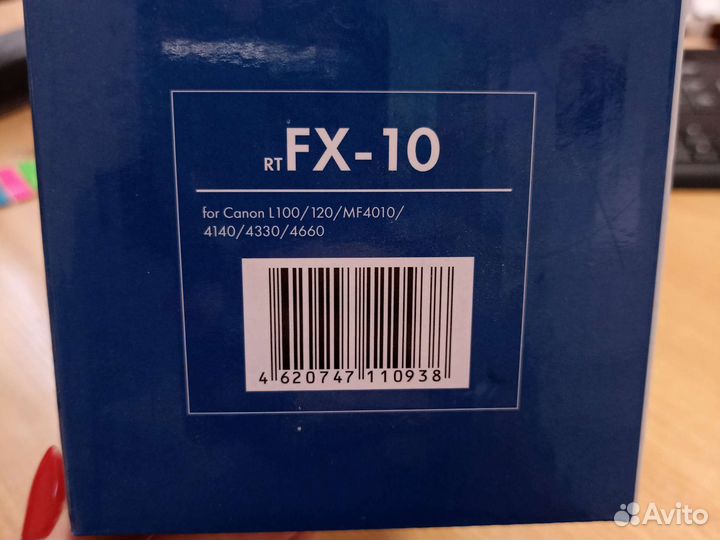 RT FX-10
for Canon L100/120/MF4010/
4140/4330/4660
4 620747 110938
Avito